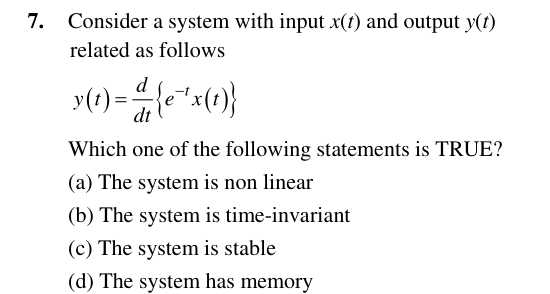 7. Consider a system with input x(t) and output y(t)
related as follows
y(t) = d/dt {e^{-t} x(t)}
Which one of the following statements is TRUE?
(a) The system is non linear
(b) The system is time-invariant
(c) The system is stable
(d) The system has memory